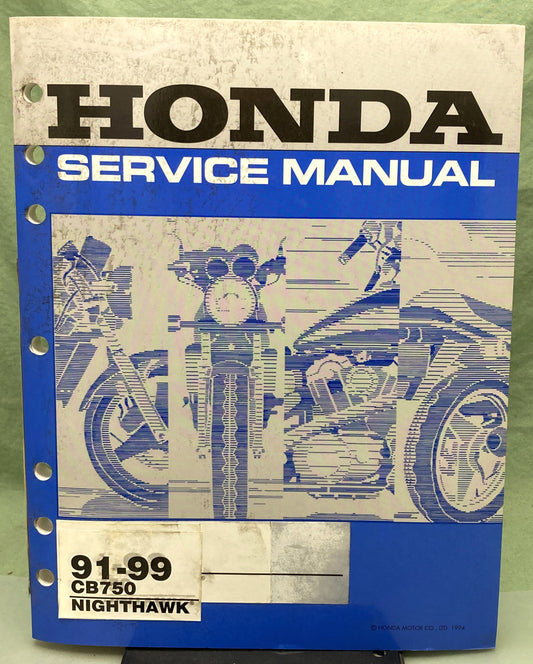 HONDA
SERVICE MANUAL
91-99
CB750
NIGHTHAWK
© HONDA MOTOR CO., LTD. 1994